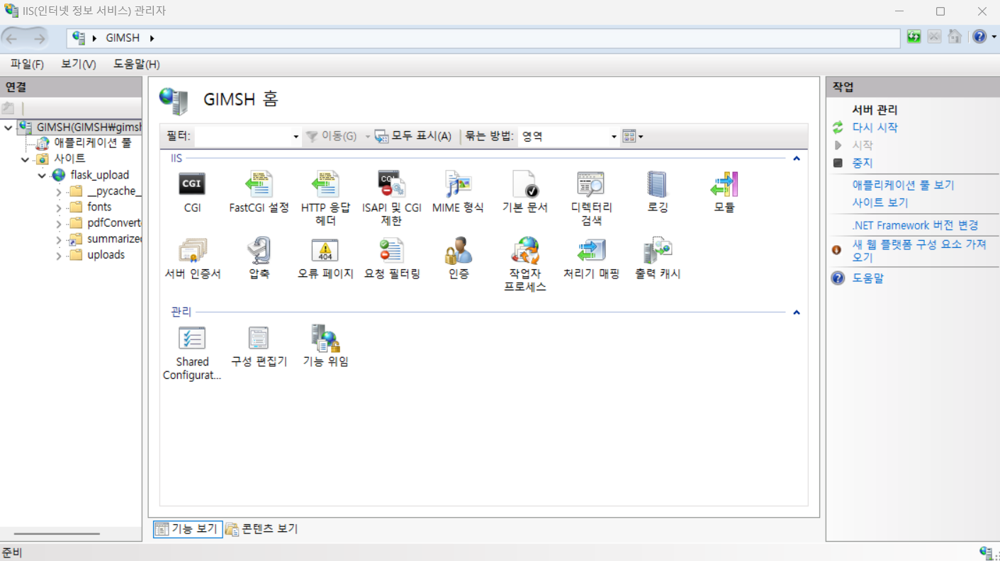 IIS(인터넷 정보 서비스) 관리자
GIMSH
파일(F) 보기(V) 도움말(H)
연결
GIMSH(GIMSH₩gimsh
애플리케이션 풀
사이트
flask_upload
__pycache_
fonts
pdfConverte
summarized
uploads
GIMSH 홈
필터: 이동(G) 모두 표시(A) 묶는 방법: 영역
IIS
CGI
CGI
FastCGI 설정
HTTP 응답
헤더
CGI
ISAPI 및 CGI
제한
MIME 형식
기본 문서
디렉터리
검색
로깅
모듈
서버 인증서
압축
404
오류 페이지
요청 필터링
인증
작업자
프로세스
처리기 매핑
출력 캐시
관리
Shared
Configurat...
구성 편집기
기능 위임
기능 보기 콘텐츠 보기
작업
서버 관리
다시 시작
시작
중지
애플리케이션 풀 보기
사이트 보기
.NET Framework 버전 변경
새 웹 플랫폼 구성 요소 가져
오기
도움말
준비